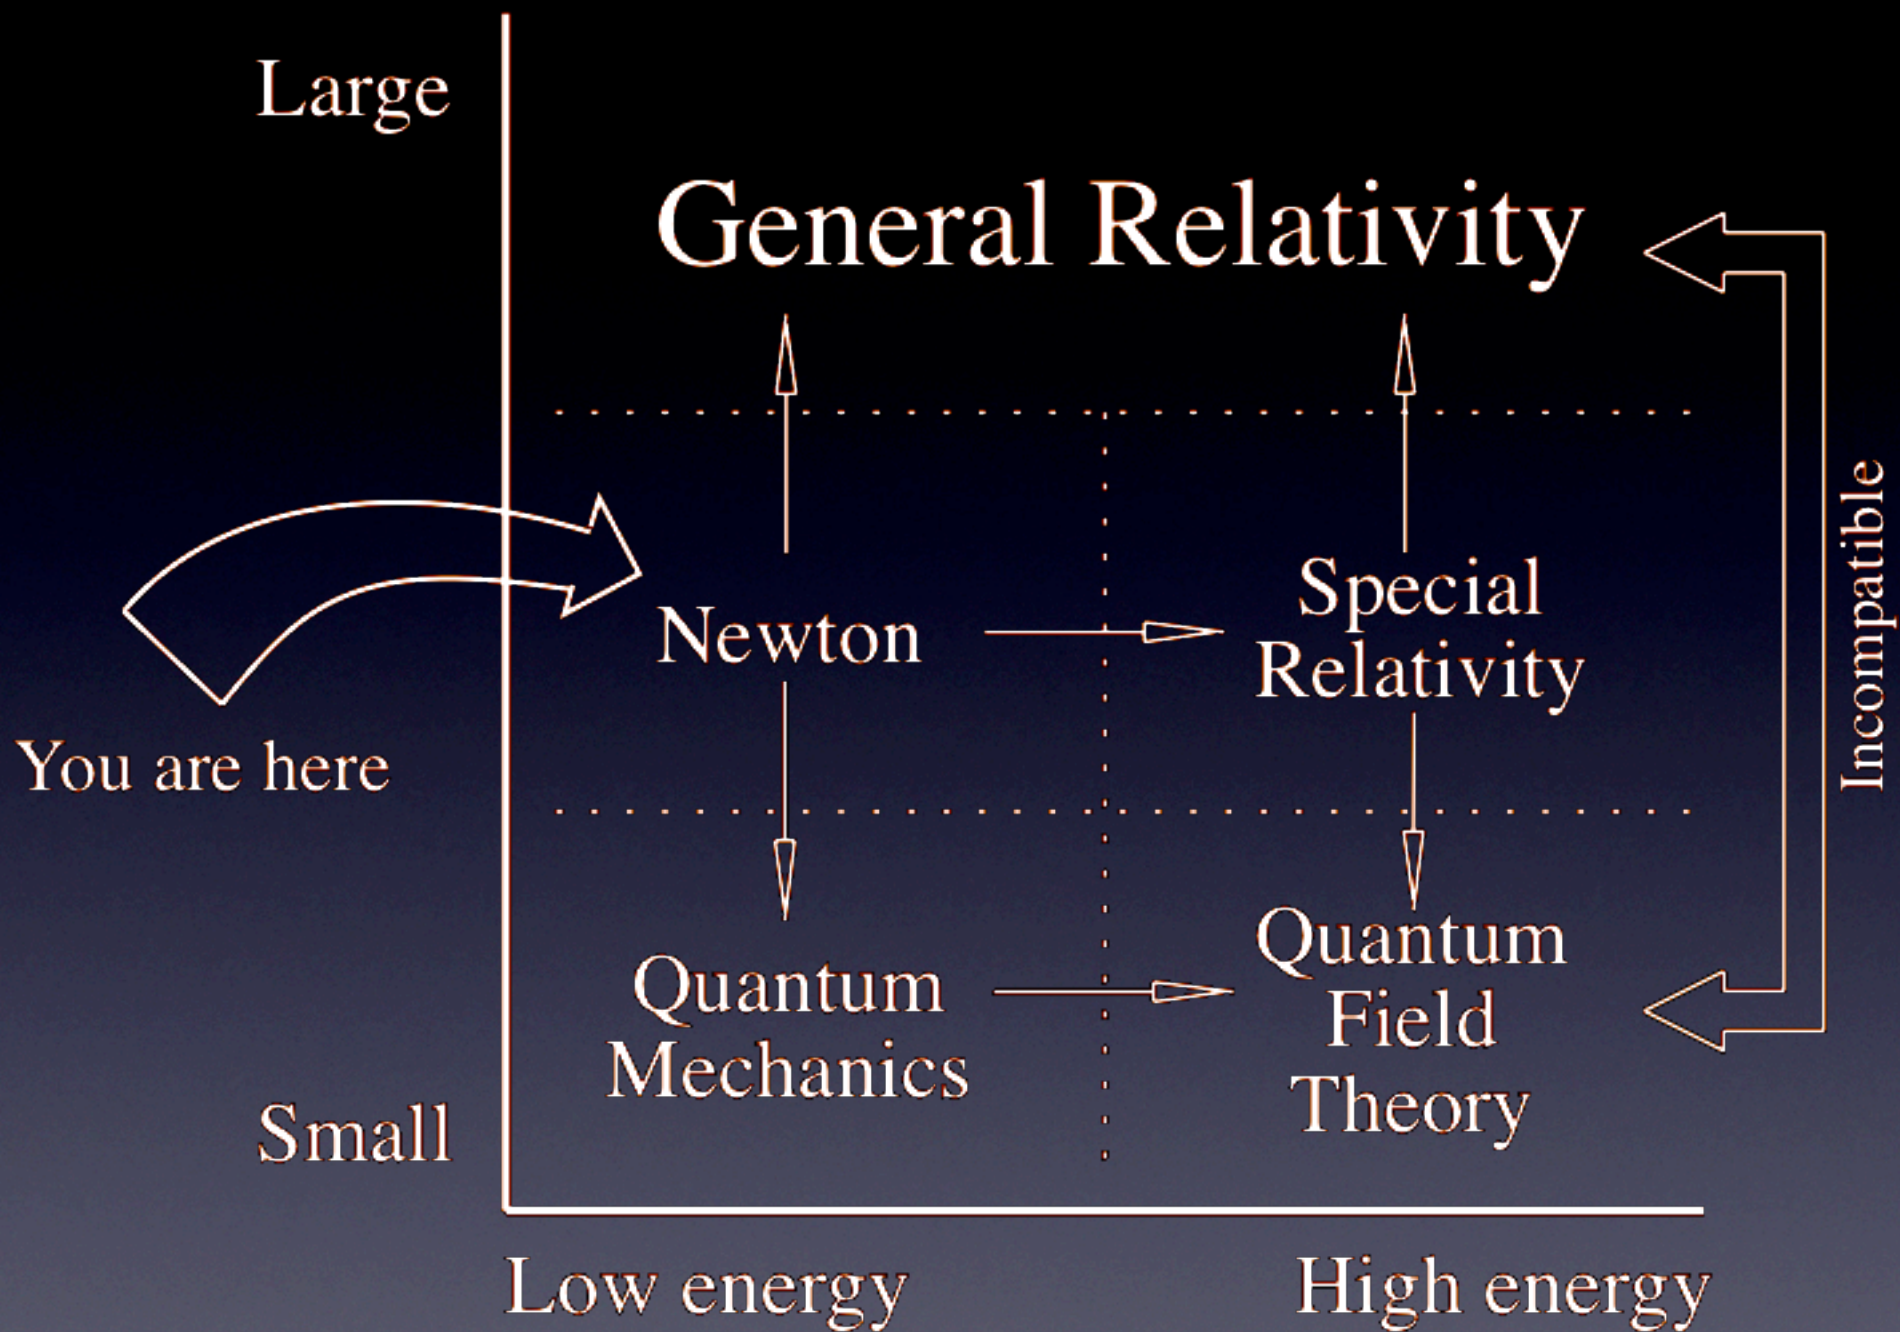 Large
General Relativity
Incompatible
You are here
Newton
Special
Relativity
Quantum
Mechanics
Quantum
Field
Theory
Small
Low energy
High energy